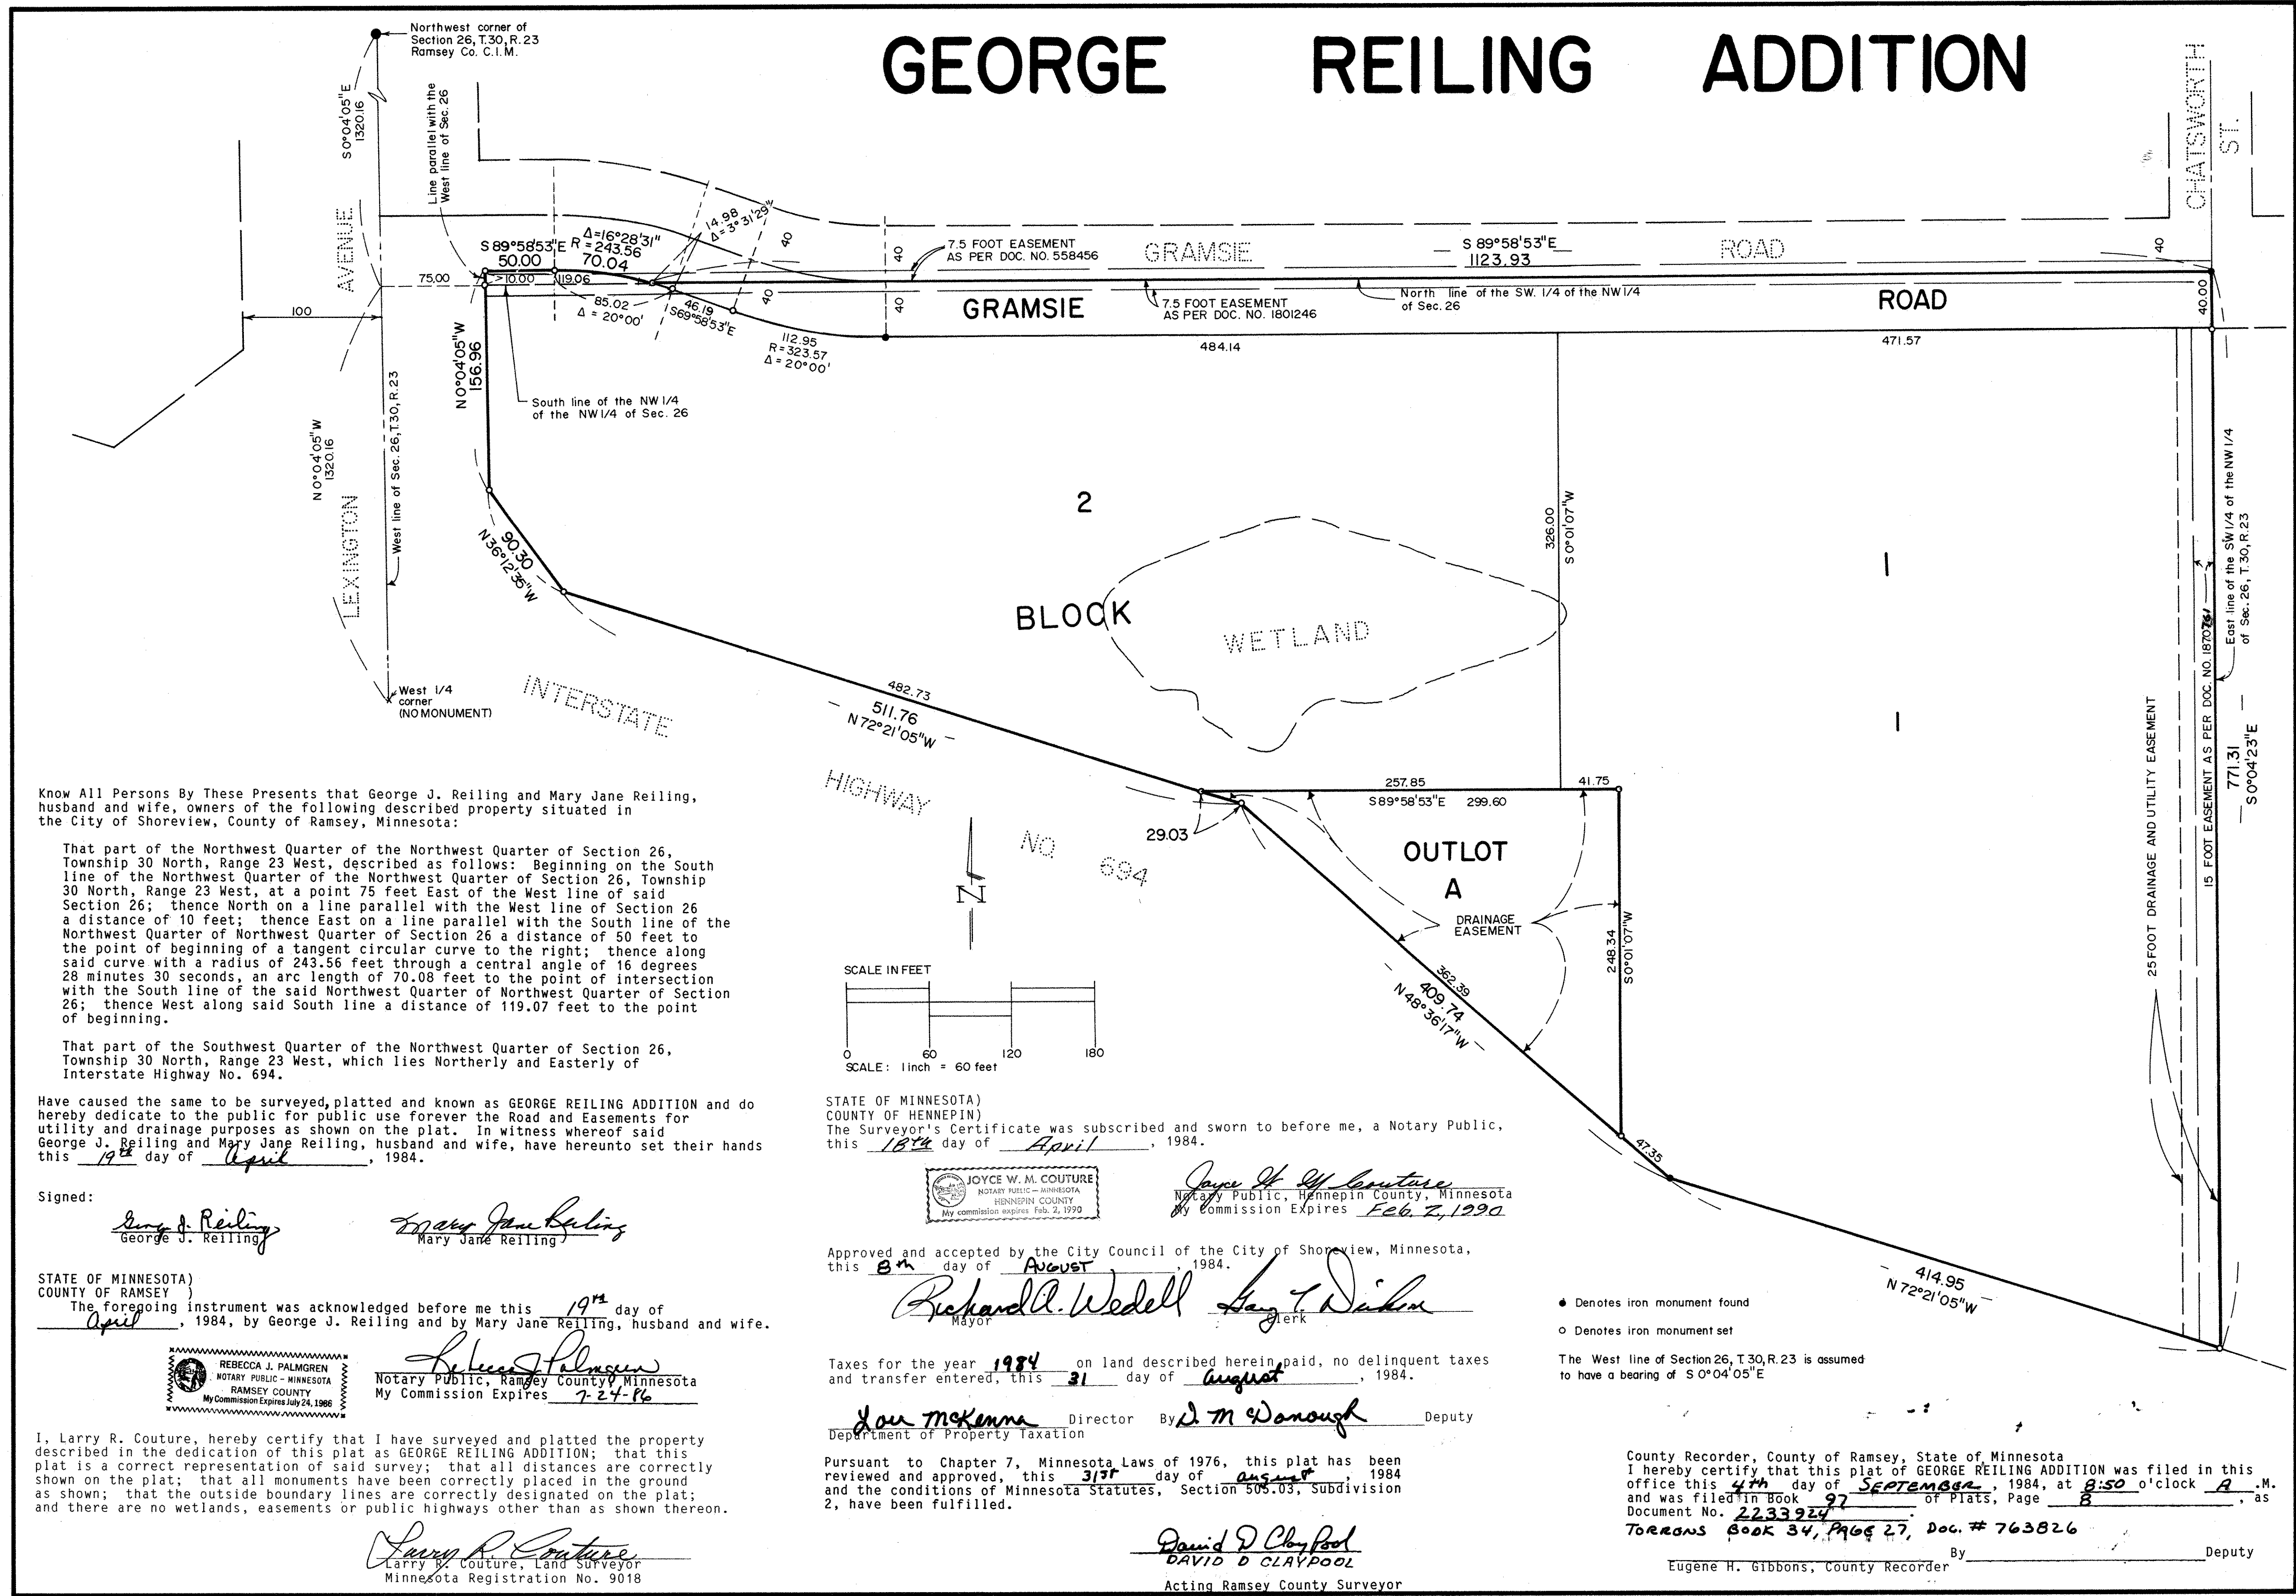 GEORGE REILING ADDITION
Northwest corner of
Section 26, T.30, R.23
Ramsey Co. C.I.M.
S0°04'05"E
1320.16
Line parallel with the
West line of Sec. 26
AVENUE
CHATSWORTH
ST.
S 89°58'53"E
50.00
Δ=16°28'31"
R = 243.56
70.04
14.98
Δ=3°31'29"
40
40
7.5 FOOT EASEMENT
AS PER DOC. NO. 558456
GRAMSIE
S 89°58'53"E
1123.93
ROAD
40
75.00
10.00
119.06
85.02
Δ = 20°00'
46.19
S69°58'53"E
40
40
GRAMSIE
7.5 FOOT EASEMENT
AS PER DOC. NO. 1801246
North line of the SW. 1/4 of the NW1/4
of Sec. 26
ROAD
40.00
100
112.95
R=323.57
Δ = 20°00'
484.14
471.57
N0°04'05"W
156.96
South line of the NW1/4
of the NW1/4 of Sec. 26
N 0°04'05"W
1320.16
West line of Sec. 26, T.30, R.23
LEXINGTON
West 1/4
corner
(NO MONUMENT)
90.30
N36°12'36"W
2
BLOCK
WETLAND
326.00
S0°01'07"W
1
1
East line of the SW1/4 of the NW1/4
of Sec. 26, T.30, R.23
15 FOOT EASEMENT AS PER DOC. NO. 1870761
25 FOOT DRAINAGE AND UTILITY EASEMENT
771.31
S0°04'23"E
INTERSTATE
HIGHWAY
NO.
694
482.73
511.76
N72°21'05"W
257.85
41.75
S89°58'53"E 299.60
29.03
OUTLOT
A
DRAINAGE
EASEMENT
248.34
S0°01'07"W
362.39
409.74
N48°36'17"W
47.35
414.95
N72°21'05"W
N
SCALE IN FEET
0 60 120 180
SCALE: 1inch = 60 feet
Know All Persons By These Presents that George J. Reiling and Mary Jane Reiling,
husband and wife, owners of the following described property situated in
the City of Shoreview, County of Ramsey, Minnesota:
That part of the Northwest Quarter of the Northwest Quarter of Section 26,
Township 30 North, Range 23 West, described as follows: Beginning on the South
line of the Northwest Quarter of the Northwest Quarter of Section 26, Township
30 North, Range 23 West, at a point 75 feet East of the West line of said
Section 26; thence North on a line parallel with the West line of Section 26
a distance of 10 feet; thence East on a line parallel with the South line of the
Northwest Quarter of Northwest Quarter of Section 26 a distance of 50 feet to
the point of beginning of a tangent circular curve to the right; thence along
said curve with a radius of 243.56 feet through a central angle of 16 degrees
28 minutes 30 seconds, an arc length of 70.08 feet to the point of intersection
with the South line of the said Northwest Quarter of Northwest Quarter of Section
26; thence West along said South line a distance of 119.07 feet to the point
of beginning.
That part of the Southwest Quarter of the Northwest Quarter of Section 26,
Township 30 North, Range 23 West, which lies Northerly and Easterly of
Interstate Highway No. 694.
Have caused the same to be surveyed, platted and known as GEORGE REILING ADDITION and do
hereby dedicate to the public for public use forever the Road and Easements for
utility and drainage purposes as shown on the plat. In witness whereof said
George J. Reiling and Mary Jane Reiling, husband and wife, have hereunto set their hands
this 19th day of April, 1984.
Signed:
George J. Reiling Mary Jane Reiling
George J. Reiling Mary Jane Reiling
STATE OF MINNESOTA)
COUNTY OF RAMSEY )
The foregoing instrument was acknowledged before me this 19th day of
April, 1984, by George J. Reiling and by Mary Jane Reiling, husband and wife.
REBECCA J. PALMGREN
NOTARY PUBLIC - MINNESOTA
RAMSEY COUNTY
My Commission Expires July 24, 1986
Rebecca J Palmgren
Notary Public, Ramsey County, Minnesota
My Commission Expires 7-24-86
I, Larry R. Couture, hereby certify that I have surveyed and platted the property
described in the dedication of this plat as GEORGE REILING ADDITION; that this
plat is a correct representation of said survey; that all distances are correctly
shown on the plat; that all monuments have been correctly placed in the ground
as shown; that the outside boundary lines are correctly designated on the plat;
and there are no wetlands, easements or public highways other than as shown thereon.
Larry R. Couture
Larry R. Couture, Land Surveyor
Minnesota Registration No. 9018
STATE OF MINNESOTA)
COUNTY OF HENNEPIN)
The Surveyor's Certificate was subscribed and sworn to before me, a Notary Public,
this 18th day of April, 1984.
JOYCE W. M. COUTURE
NOTARY PUBLIC — MINNESOTA
HENNEPIN COUNTY
My commission expires Feb. 2, 1990
Joyce W. M. Couture
Notary Public, Hennepin County, Minnesota
My Commission Expires Feb. 2, 1990
Approved and accepted by the City Council of the City of Shoreview, Minnesota,
this 8th day of AUGUST, 1984.
Richard A. Wedell
Mayor Clerk
Taxes for the year 1984 on land described herein paid, no delinquent taxes
and transfer entered, this 31 day of August, 1984.
Lou McKenna Director By D. McDonough Deputy
Department of Property Taxation
Pursuant to Chapter 7, Minnesota Laws of 1976, this plat has been
reviewed and approved, this 31st day of August, 1984
and the conditions of Minnesota Statutes, Section 505.03, Subdivision
2, have been fulfilled.
David D Claypool
DAVID D CLAYPOOL
Acting Ramsey County Surveyor
Denotes iron monument found
Denotes iron monument set
The West line of Section 26, T. 30, R. 23 is assumed
to have a bearing of S 0°04'05"E
County Recorder, County of Ramsey, State of Minnesota
I hereby certify that this plat of GEORGE REILING ADDITION was filed in this
office this 4th day of SEPTEMBER, 1984, at 8:50 o'clock A.M.
and was filed in Book 97 of Plats, Page 8, as
Document No. 2233924.
TORRENS BOOK 34, PAGE 27, DOC. # 763826
By Deputy
Eugene H. Gibbons, County Recorder